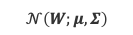 𝒩(𝑾; 𝝁, 𝜮)